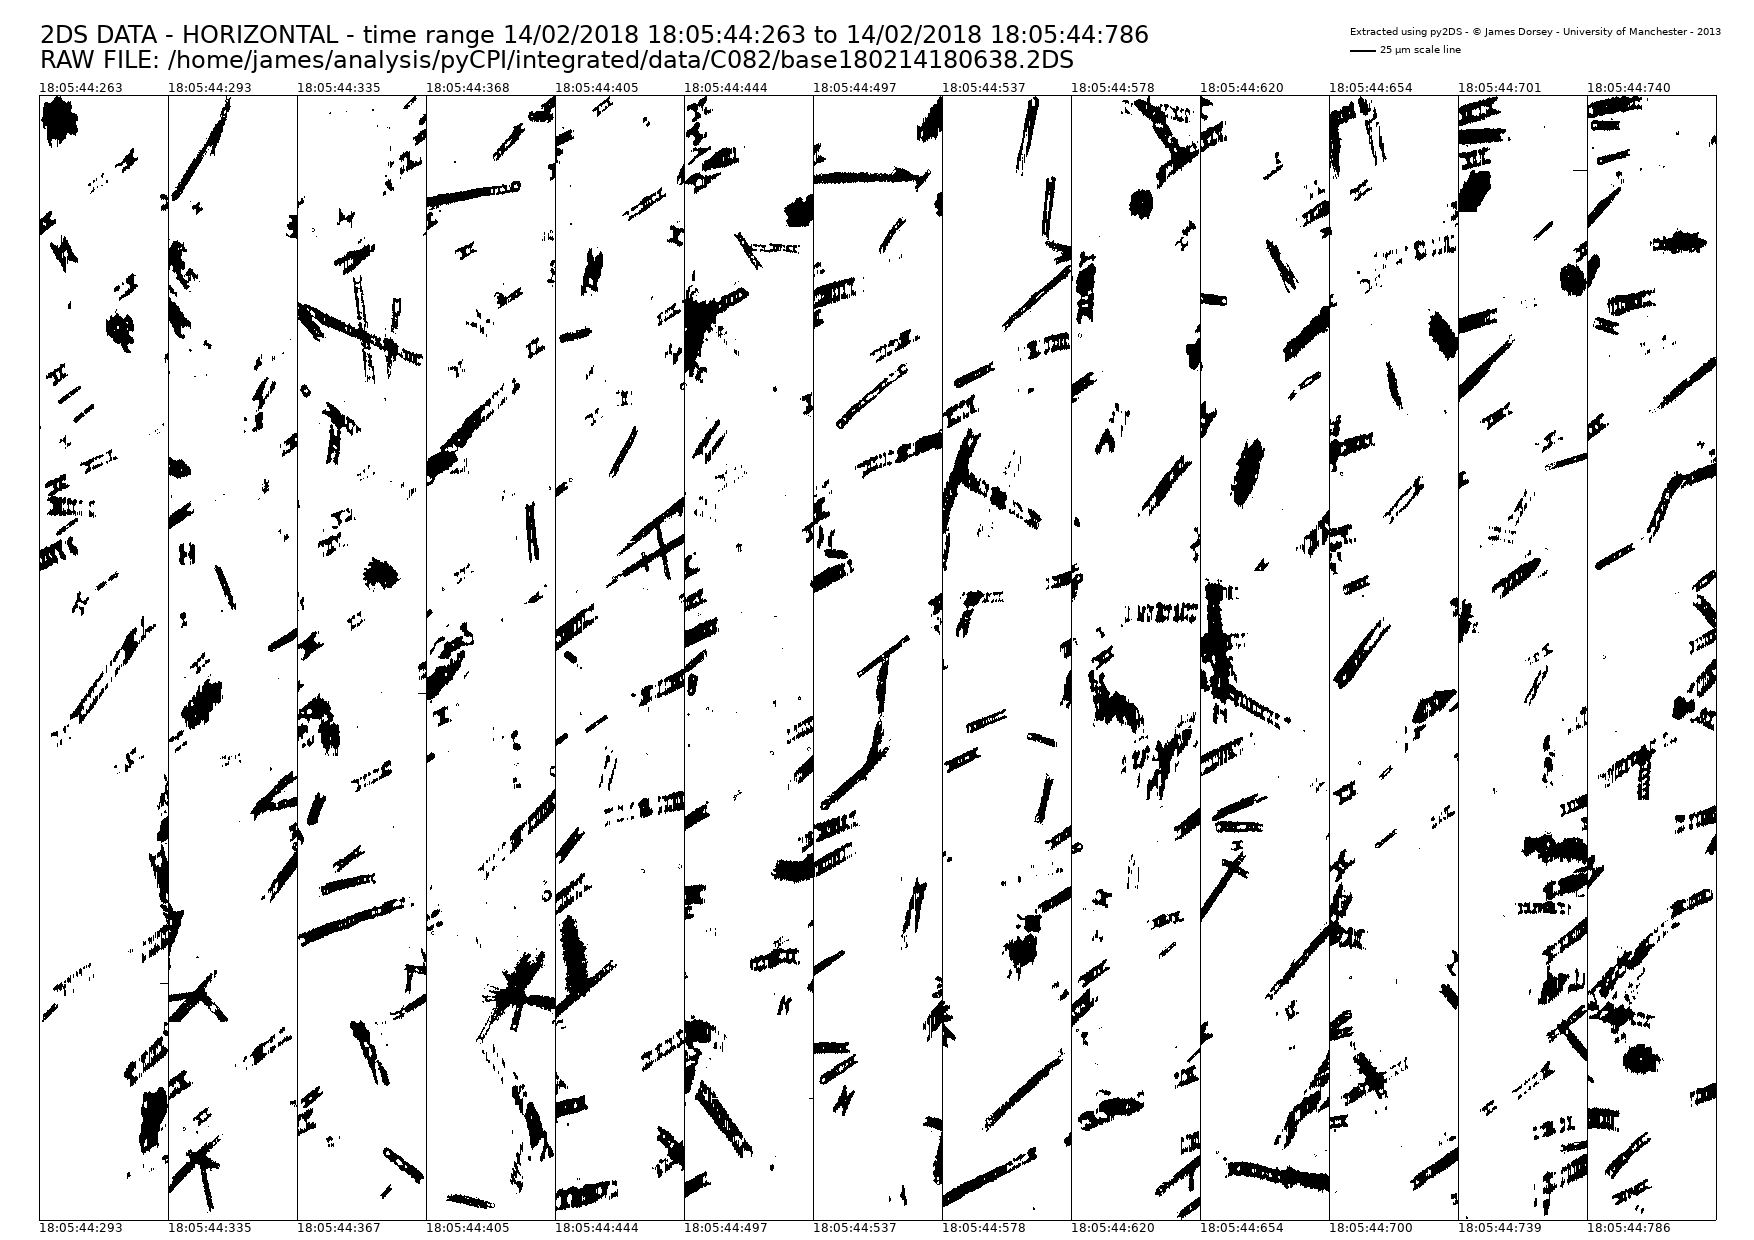 2DS DATA - HORIZONTAL - time range 14/02/2018 18:05:44:263 to 14/02/2018 18:05:44:786
RAW FILE: /home/james/analysis/pyCPI/integrated/data/C082/base180214180638.2DS
Extracted using py2DS - © James Dorsey - University of Manchester - 2013
25 µm scale line
18:05:44:263 18:05:44:293 18:05:44:335 18:05:44:368 18:05:44:405 18:05:44:444 18:05:44:497 18:05:44:537 18:05:44:578 18:05:44:620 18:05:44:654 18:05:44:701 18:05:44:740
18:05:44:293 18:05:44:335 18:05:44:367 18:05:44:405 18:05:44:444 18:05:44:497 18:05:44:537 18:05:44:578 18:05:44:620 18:05:44:654 18:05:44:700 18:05:44:739 18:05:44:786